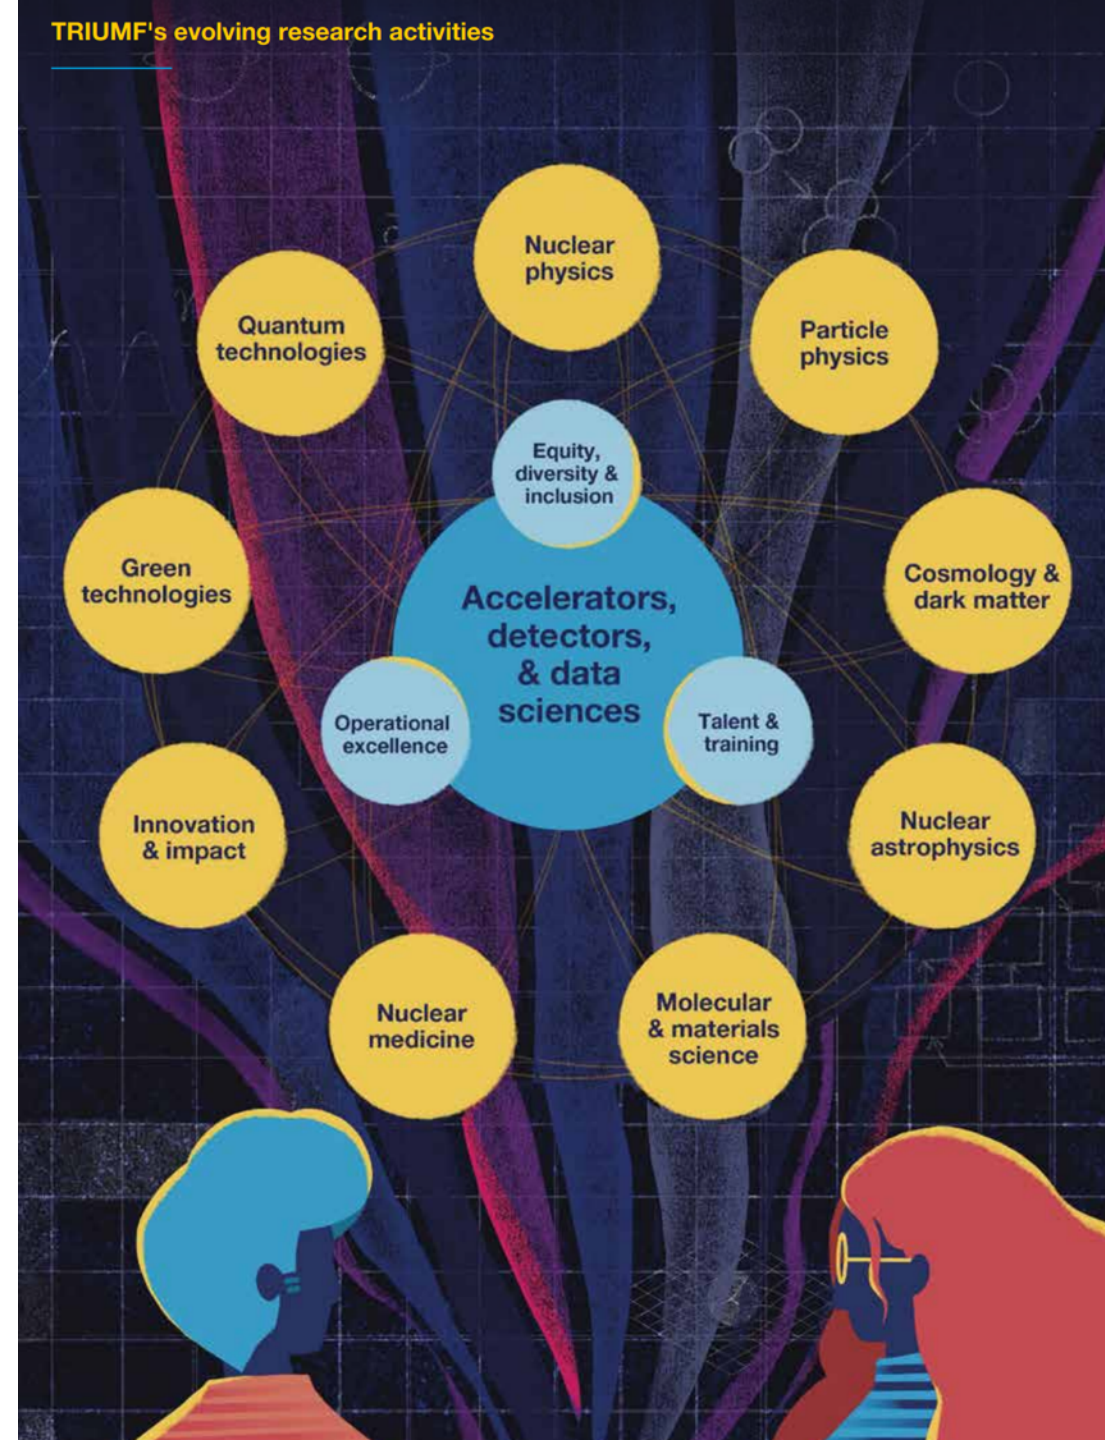 TRIUMF's evolving research activities
Nuclear
physics
Quantum
technologies
Particle
physics
Equity,
diversity &
inclusion
Green
technologies
Accelerators,
detectors,
& data
sciences
Cosmology &
dark matter
Operational
excellence
Talent &
training
Innovation
& impact
Nuclear
astrophysics
Nuclear
medicine
Molecular
& materials
science